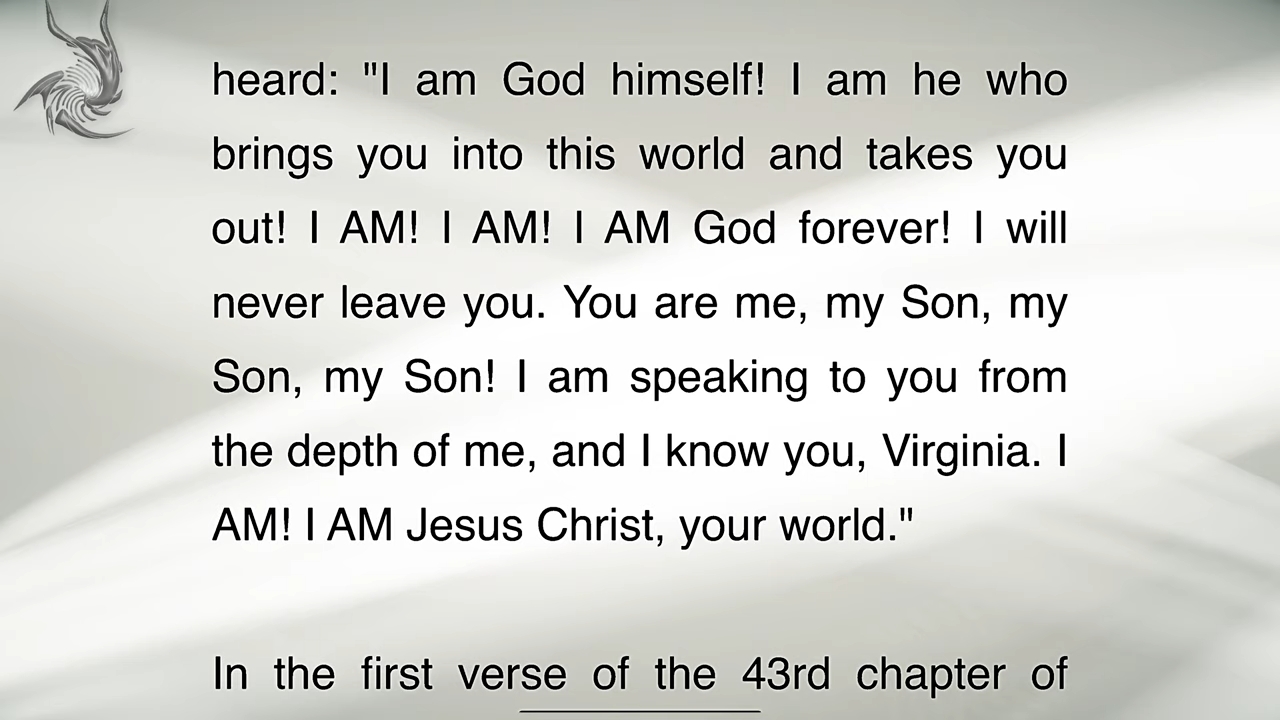 heard: "I am God himself! I am he who
brings you into this world and takes you
out! I AM! I AM! I AM God forever! I will
never leave you. You are me, my Son, my
Son, my Son! I am speaking to you from
the depth of me, and I know you, Virginia. I
AM! I AM Jesus Christ, your world."
In the first verse of the 43rd chapter of